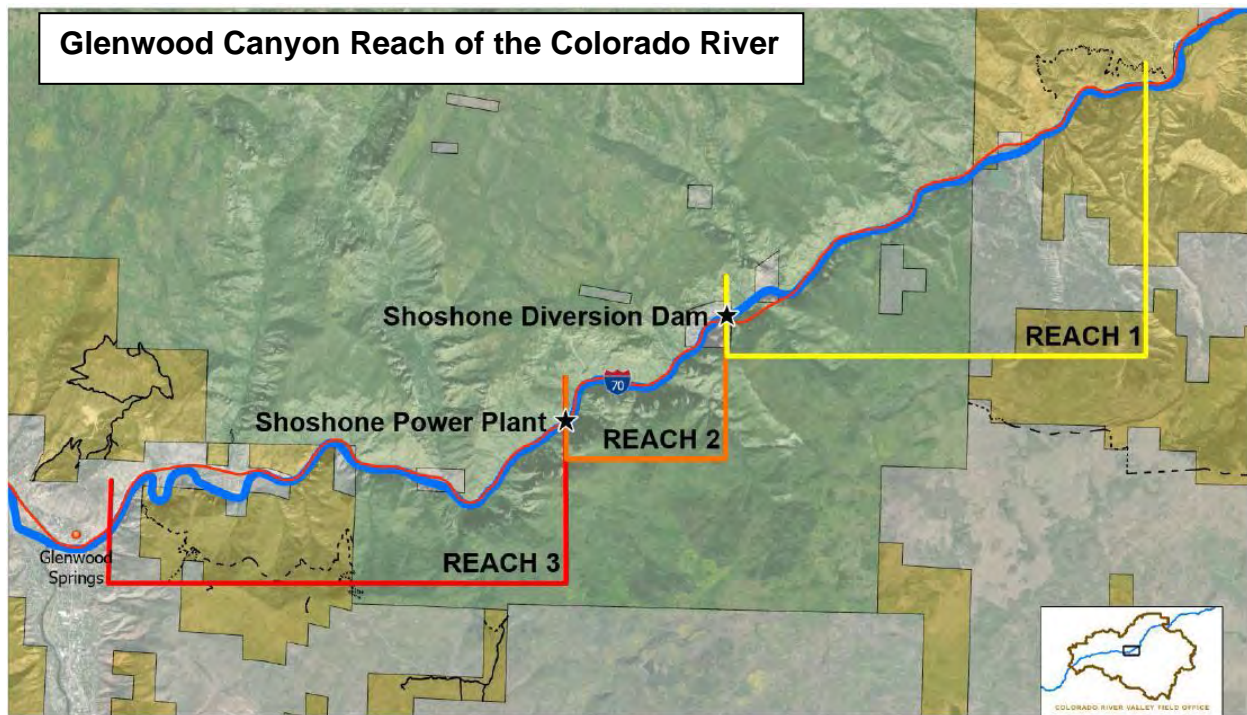 Glenwood Canyon Reach of the Colorado River
Shoshone Diversion Dam
REACH 1
70
Shoshone Power Plant
REACH 2
REACH 3
Glenwood
Springs
COLORADO RIVER VALLEY FIELD OFFICE